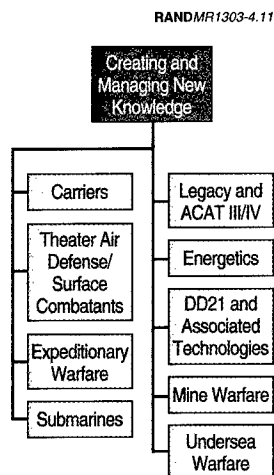 RANDMR1303-4.11
Creating and
Managing New
Knowledge
Carriers
Theater Air
Defense/
Surface
Combatants
Expeditionary
Warfare
Submarines
Legacy and
ACAT III/IV
Energetics
DD21 and
Associated
Technologies
Mine Warfare
Undersea
Warfare